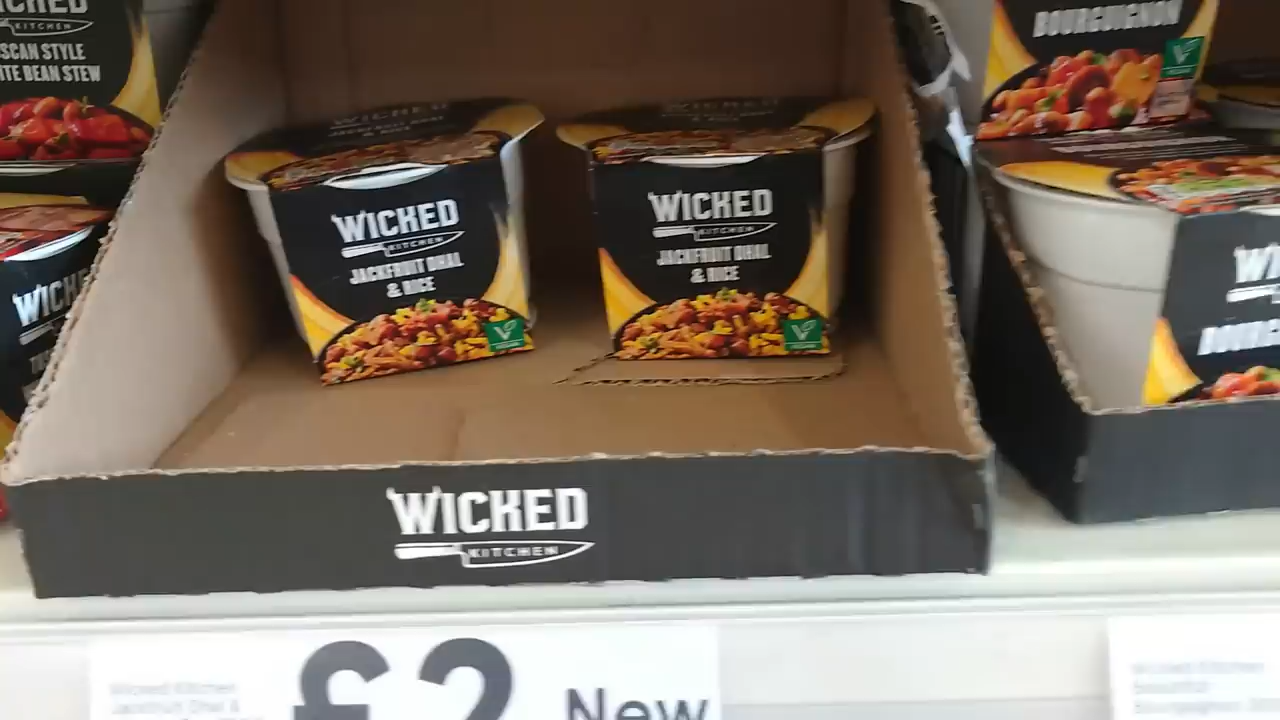 WICKED
KITCHEN
SCAN STYLE
TE BEAN STEW
WICKED
KITCHEN
JACKFRUIT DHAL
& RICE
WICKED
KITCHEN
JACKFRUIT DHAL
& RICE
BOURGUIGNON
WICKED
KITCHEN
£2 New